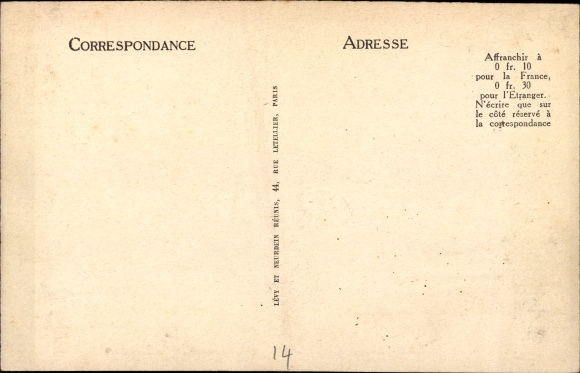 CORRESPONDANCE
ADRESSE
Affranchir à
0 fr. 10
pour la France,
0 fr. 30
pour l'Etranger.
N'écrire que sur
le côté réservé à
la correspondance
LÉVY ET NEURDEIN RÉUNIS, 44, RUE LETELLIER, PARIS
14